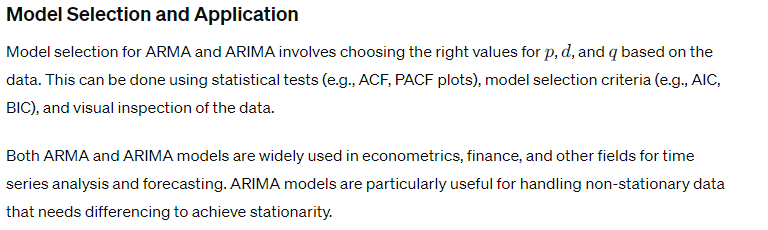 Model Selection and Application
Model selection for ARMA and ARIMA involves choosing the right values for p, d, and q based on the
data. This can be done using statistical tests (e.g., ACF, PACF plots), model selection criteria (e.g., AIC,
BIC), and visual inspection of the data.
Both ARMA and ARIMA models are widely used in econometrics, finance, and other fields for time
series analysis and forecasting. ARIMA models are particularly useful for handling non-stationary data
that needs differencing to achieve stationarity.